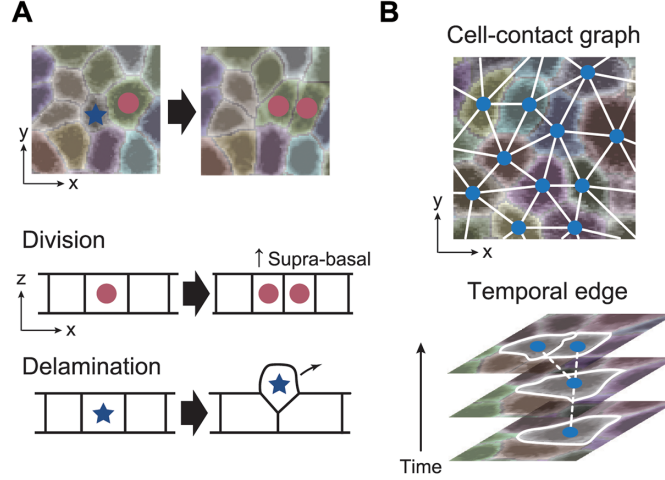 A
y
x
Division
↑ Supra-basal
z
x
Delamination
B
Cell-contact graph
y
x
Temporal edge
Time